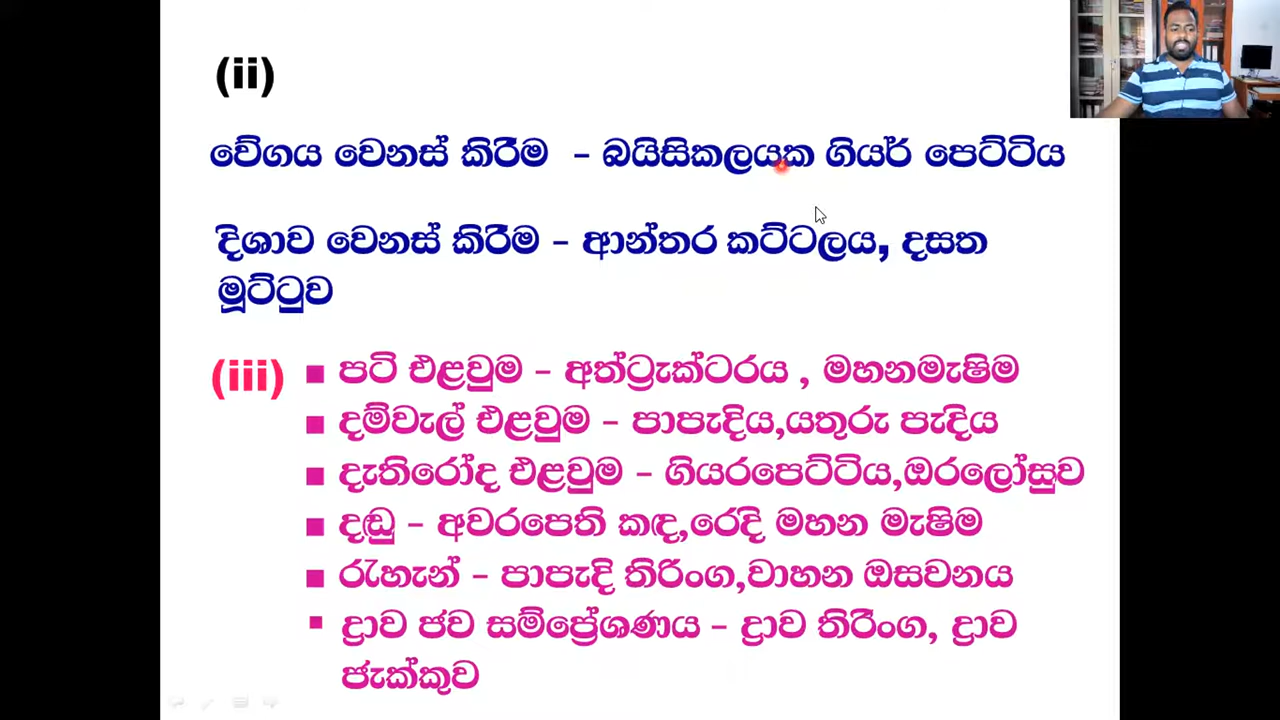 (ii)
වේගය වෙනස් කිරීම – බයිසිකලයක ගියර් පෙට්ටිය
දිශාව වෙනස් කිරීම – ආන්තර කට්ටලය, දසත
මූට්ටුව
(iii) ▪ පටි එළවුම – අත්ට්‍රැක්ටරය , මහනමැෂිම
▪ දම්වැල් එළවුම – පාපැදිය,යතුරු පැදිය
▪ දැතිරෝද එළවුම – ගියරපෙට්ටිය,ඔරලෝසුව
▪ දඬු – අවරපෙති කඳ,රෙදි මහන මැෂිම
▪ රැහැන් – පාපැදි තිරිංග,වාහන ඔසවනය
▪ ද්‍රාව ජව සම්ප්‍රේශණය – ද්‍රාව තිරිංග, ද්‍රාව
ජැක්කුව